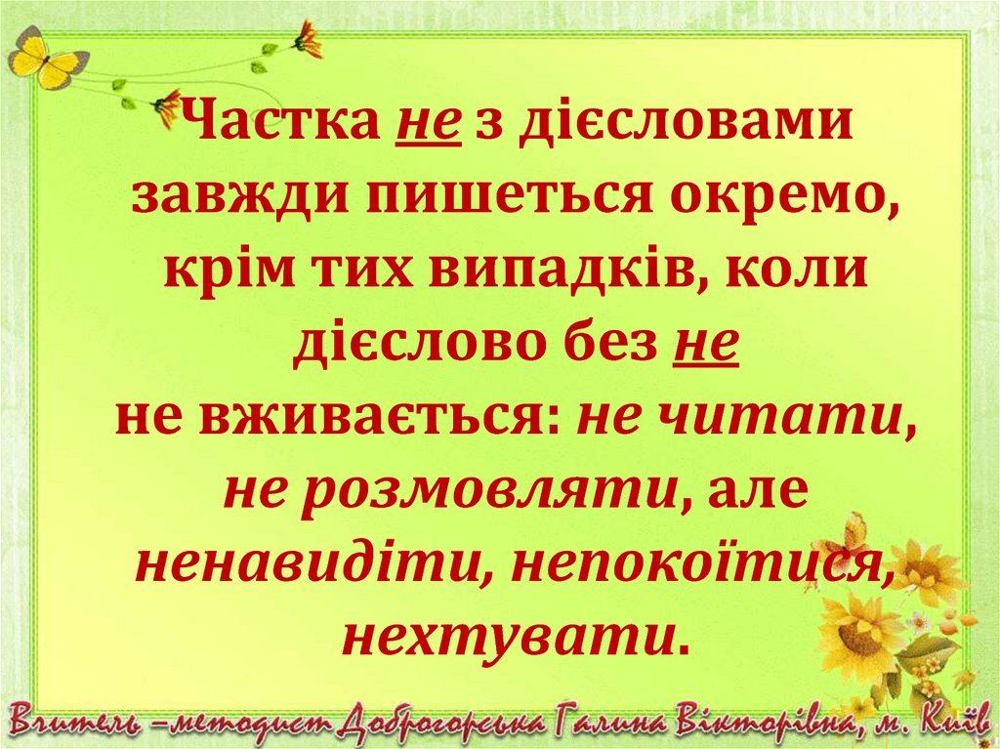 Частка не з дієсловами
завжди пишеться окремо,
крім тих випадків, коли
дієслово без не
не вживається: не читати,
не розмовляти, але
ненавидіти, непокоїтися,
нехтувати.
Вчитель –методист Доброгорська Галина Вікторівна, м. Київ